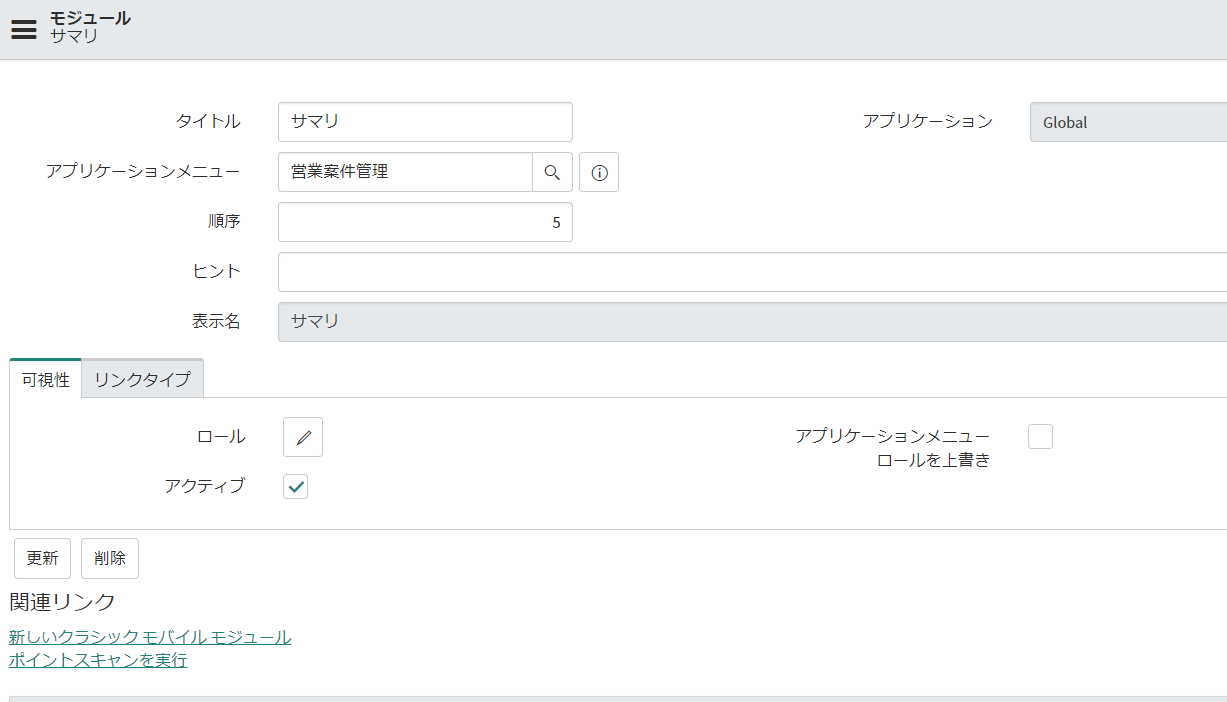 モジュール
サマリ
タイトル
サマリ
アプリケーション
Global
アプリケーションメニュー
営業案件管理
順序
5
ヒント
表示名
サマリ
可視性
リンクタイプ
ロール
アプリケーションメニュー
ロールを上書き
アクティブ
更新
削除
関連リンク
新しいクラシック モバイル モジュール
ポイントスキャンを実行